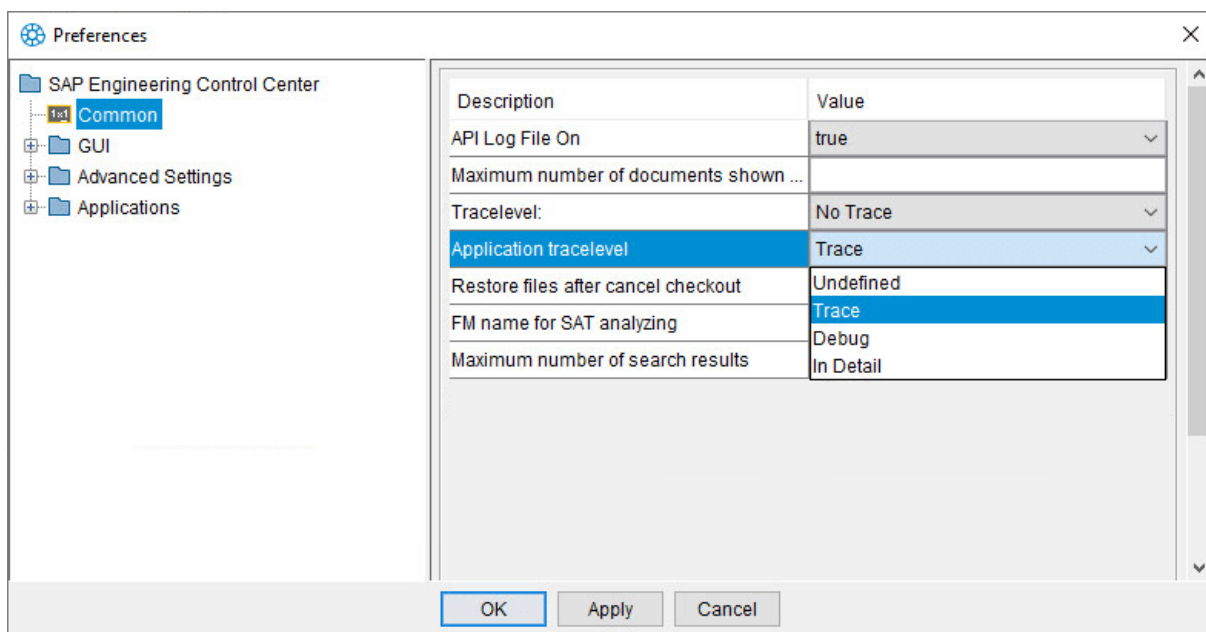 Preferences
SAP Engineering Control Center
1x1 Common
GUI
Advanced Settings
Applications
Description Value
API Log File On true
Maximum number of documents shown ...
Tracelevel: No Trace
Application tracelevel Trace
Restore files after cancel checkout Undefined
Trace
FM name for SAT analyzing Debug
Maximum number of search results In Detail
OK Apply Cancel